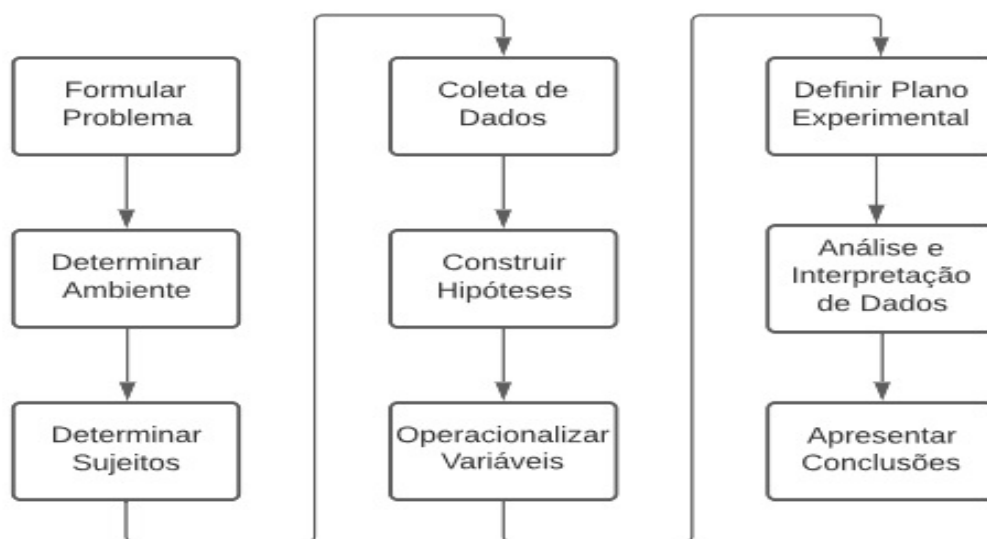 Formular
Problema
Determinar
Ambiente
Determinar
Sujeitos
Coleta de
Dados
Construir
Hipóteses
Operacionalizar
Variáveis
Definir Plano
Experimental
Análise e
Interpretação
de Dados
Apresentar
Conclusões